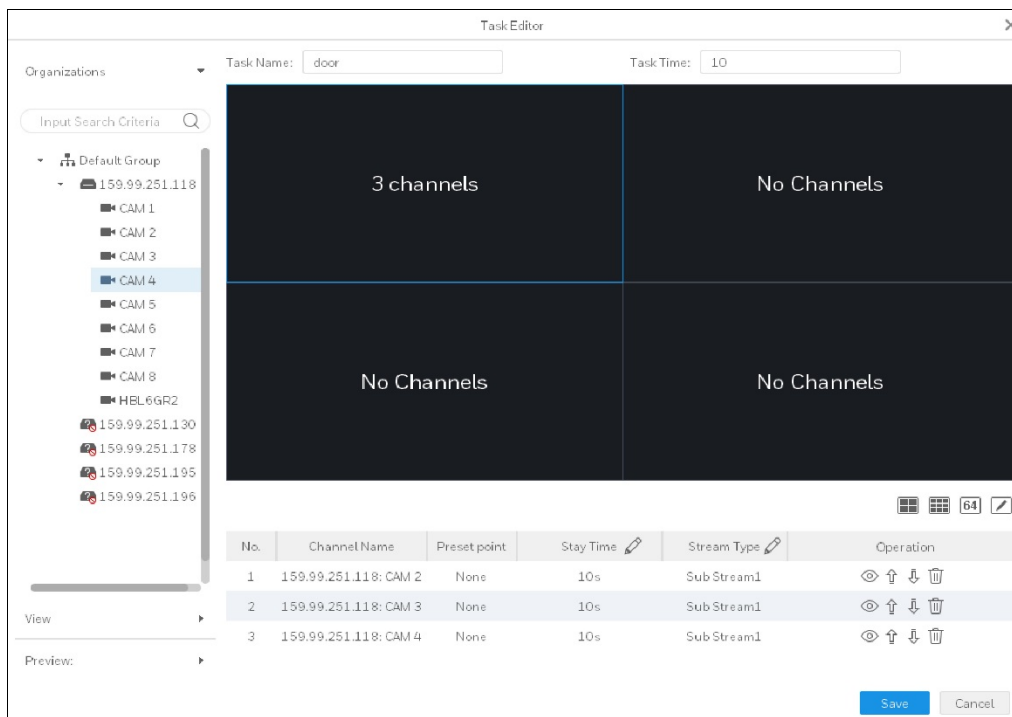 Task Editor
Organizations
Task Name: door
Task Time: 10
Input Search Criteria
Default Group
159.99.251.118
CAM 1
CAM 2
CAM 3
CAM 4
CAM 5
CAM 6
CAM 7
CAM 8
HBL6GR2
159.99.251.130
159.99.251.178
159.99.251.195
159.99.251.196
View
Preview:
3 channels
No Channels
No Channels
No Channels
64
No. Channel Name Preset point Stay Time Stream Type Operation
1 159.99.251.118: CAM 2 None 10s Sub Stream1
2 159.99.251.118: CAM 3 None 10s Sub Stream1
3 159.99.251.118: CAM 4 None 10s Sub Stream1
Save Cancel